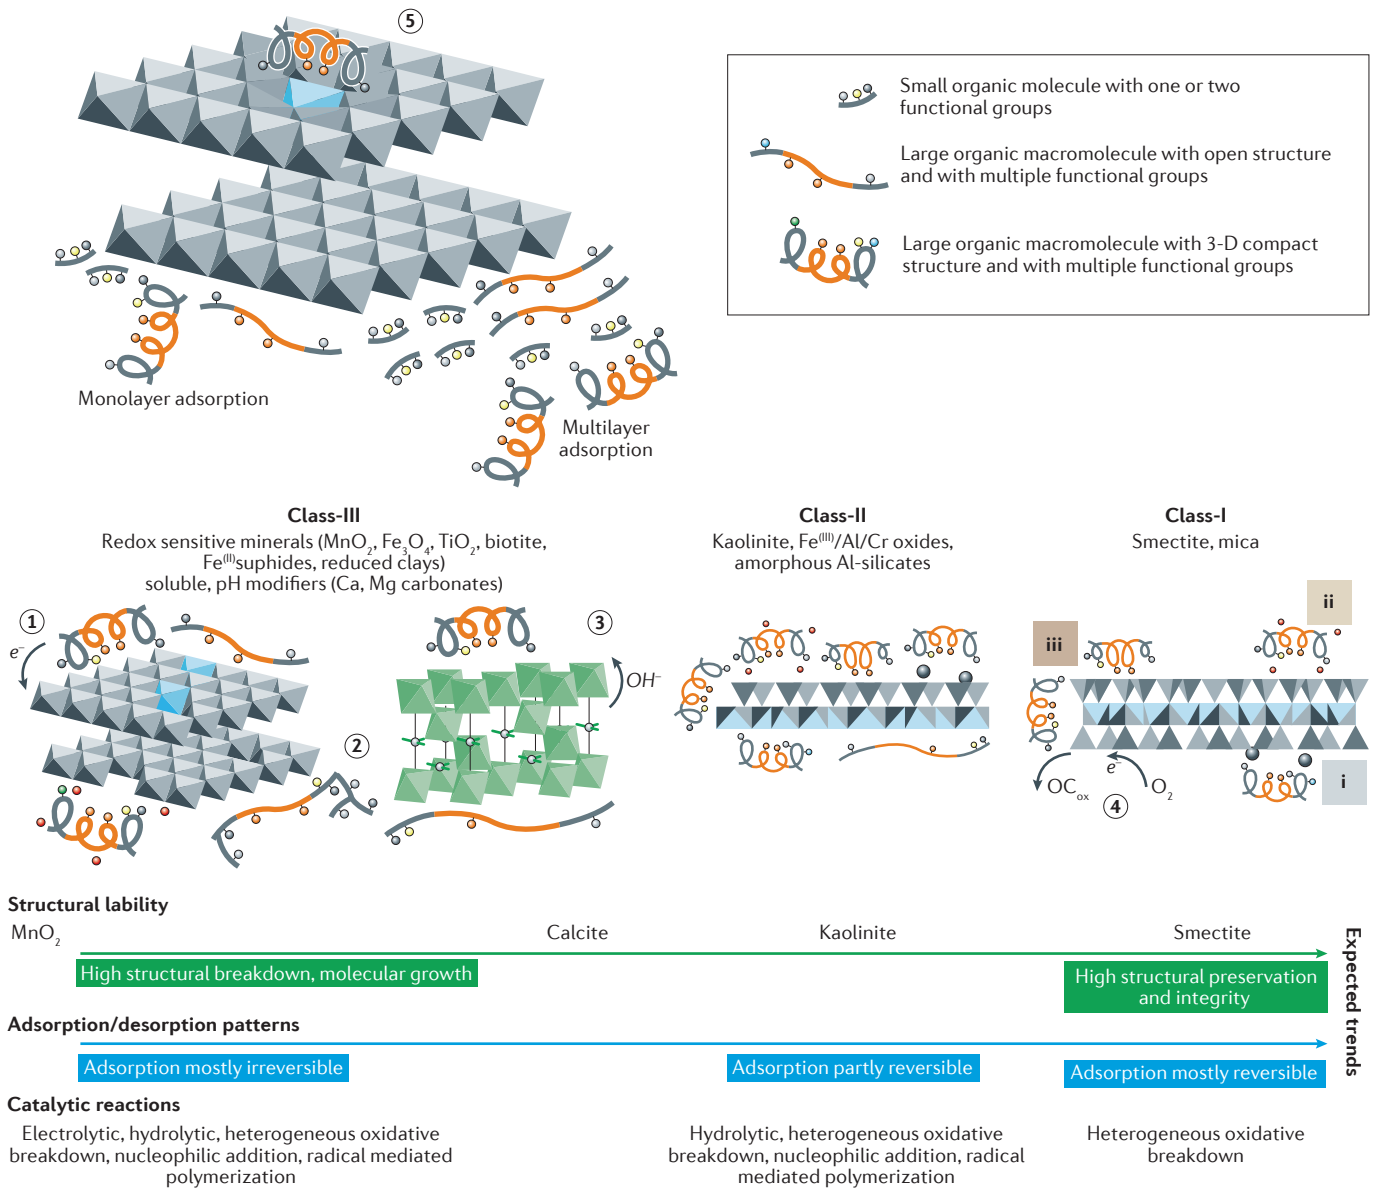 5
Small organic molecule with one or two
functional groups
Large organic macromolecule with open structure
and with multiple functional groups
Large organic macromolecule with 3-D compact
structure and with multiple functional groups
Monolayer adsorption
Multilayer
adsorption
Class-III
Redox sensitive minerals (MnO₂, Fe₃O₄, TiO₂, biotite,
Fe⁽ᴵᴵ⁾suphides, reduced clays)
soluble, pH modifiers (Ca, Mg carbonates)
Class-II
Kaolinite, Fe⁽ᴵᴵᴵ⁾/Al/Cr oxides,
amorphous Al-silicates
Class-I
Smectite, mica
1
e⁻
2
3
OH⁻
ii
iii
i
e⁻
OCₒₓ
O₂
4
Structural lability
MnO₂
Calcite
Kaolinite
Smectite
High structural breakdown, molecular growth
High structural preservation
and integrity
Adsorption/desorption patterns
Adsorption mostly irreversible
Adsorption partly reversible
Adsorption mostly reversible
Expected trends
Catalytic reactions
Electrolytic, hydrolytic, heterogeneous oxidative
breakdown, nucleophilic addition, radical mediated
polymerization
Hydrolytic, heterogeneous oxidative
breakdown, nucleophilic addition, radical
mediated polymerization
Heterogeneous oxidative
breakdown